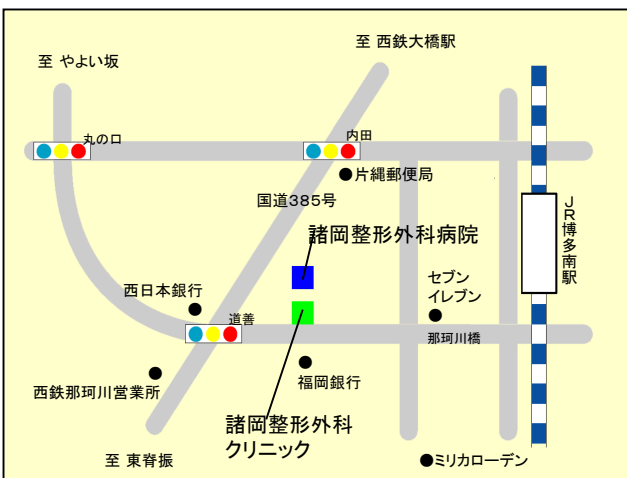 至 西鉄大橋駅
至 やよい坂
丸の口
内田
片縄郵便局
国道385号
JR博多南駅
諸岡整形外科病院
セブン
イレブン
西日本銀行
道善
那珂川橋
西鉄那珂川営業所
福岡銀行
諸岡整形外科
クリニック
至 東脊振
ミリカローデン